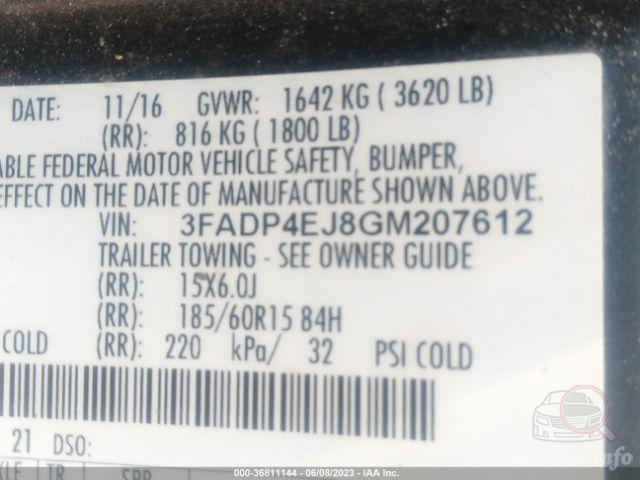 DATE: 11/16 GVWR: 1642 KG ( 3620 LB)
(RR): 816 KG ( 1800 LB)
ABLE FEDERAL MOTOR VEHICLE SAFETY, BUMPER,
EFFECT ON THE DATE OF MANUFACTURE SHOWN ABOVE.
VIN: 3FADP4EJ8GM207612
TRAILER TOWING - SEE OWNER GUIDE
(RR): 15X6.0J
(RR): 185/60R15 84H
COLD (RR): 220 kPa/ 32 PSI COLD
21 DSO:
TR SPR
000-36811144 - 06/08/2023 - IAA Inc.